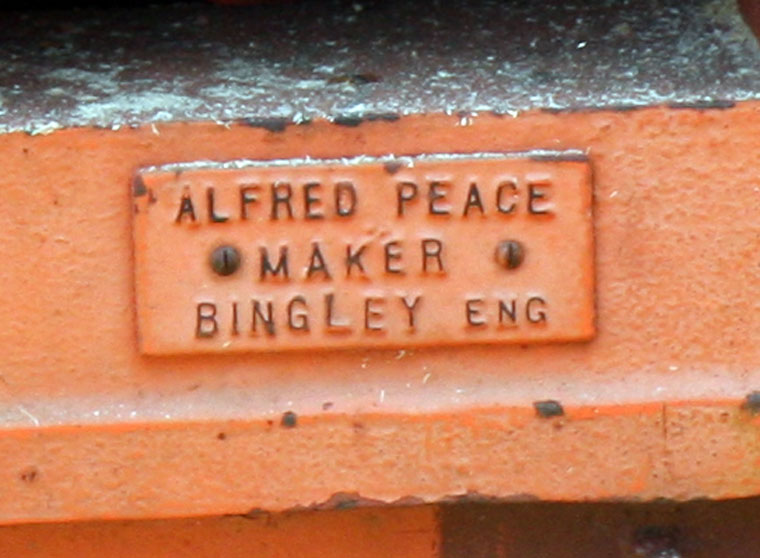 ALFRED PEACE
MAKER
BINGLEY ENG